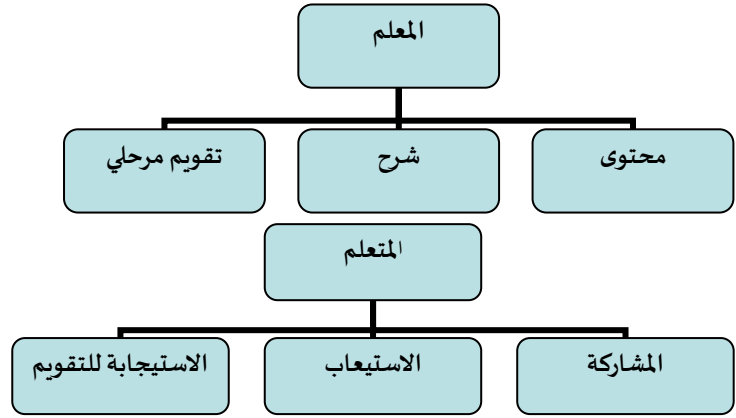 المعلم
محتوى
شرح
تقويم مرحلي
المتعلم
المشاركة
الاستيعاب
الاستيجابة للتقويم